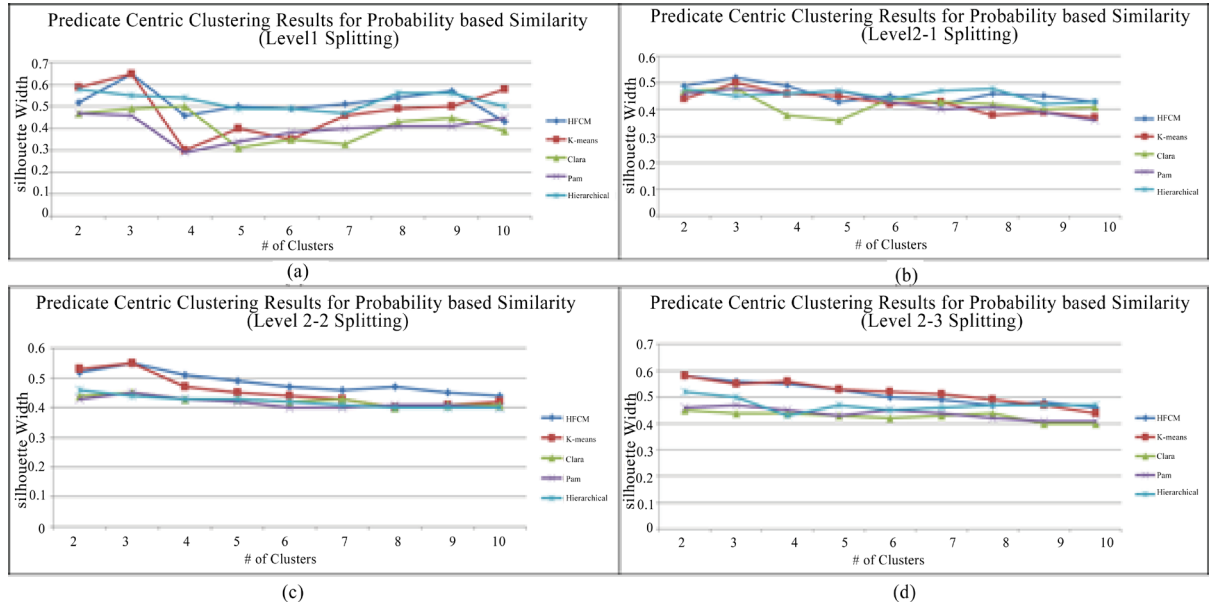 Predicate Centric Clustering Results for Probability based Similarity
(Level1 Splitting)
silhouette Width
0.7
0.6
0.5
0.4
0.3
0.2
0.1
0
2 3 4 5 6 7 8 9 10
# of Clusters
HFCM
K-means
Clara
Pam
Hierarchical
(a)
Predicate Centric Clustering Results for Probability based Similarity
(Level2-1 Splitting)
silhouette Width
0.6
0.5
0.4
0.3
0.2
0.1
0
2 3 4 5 6 7 8 9 10
# of Clusters
HFCM
K-means
Clara
Pam
Hierarchical
(b)
Predicate Centric Clustering Results for Probability based Similarity
(Level 2-2 Splitting)
silhouette Width
0.6
0.5
0.4
0.2
0.1
0
2 3 4 5 6 7 8 9 10
# of Clusters
HFCM
K-means
Clara
Pam
Hierarchical
(c)
Predicate Centric Clustering Results for Probability based Similarity
(Level 2-3 Splitting)
silhouette Width
0.7
0.6
0.5
0.4
0.3
0.2
0.1
0
2 3 4 5 6 7 8 9 10
# of Clusters
HFCM
K-means
Clara
Pam
Hierarchical
(d)